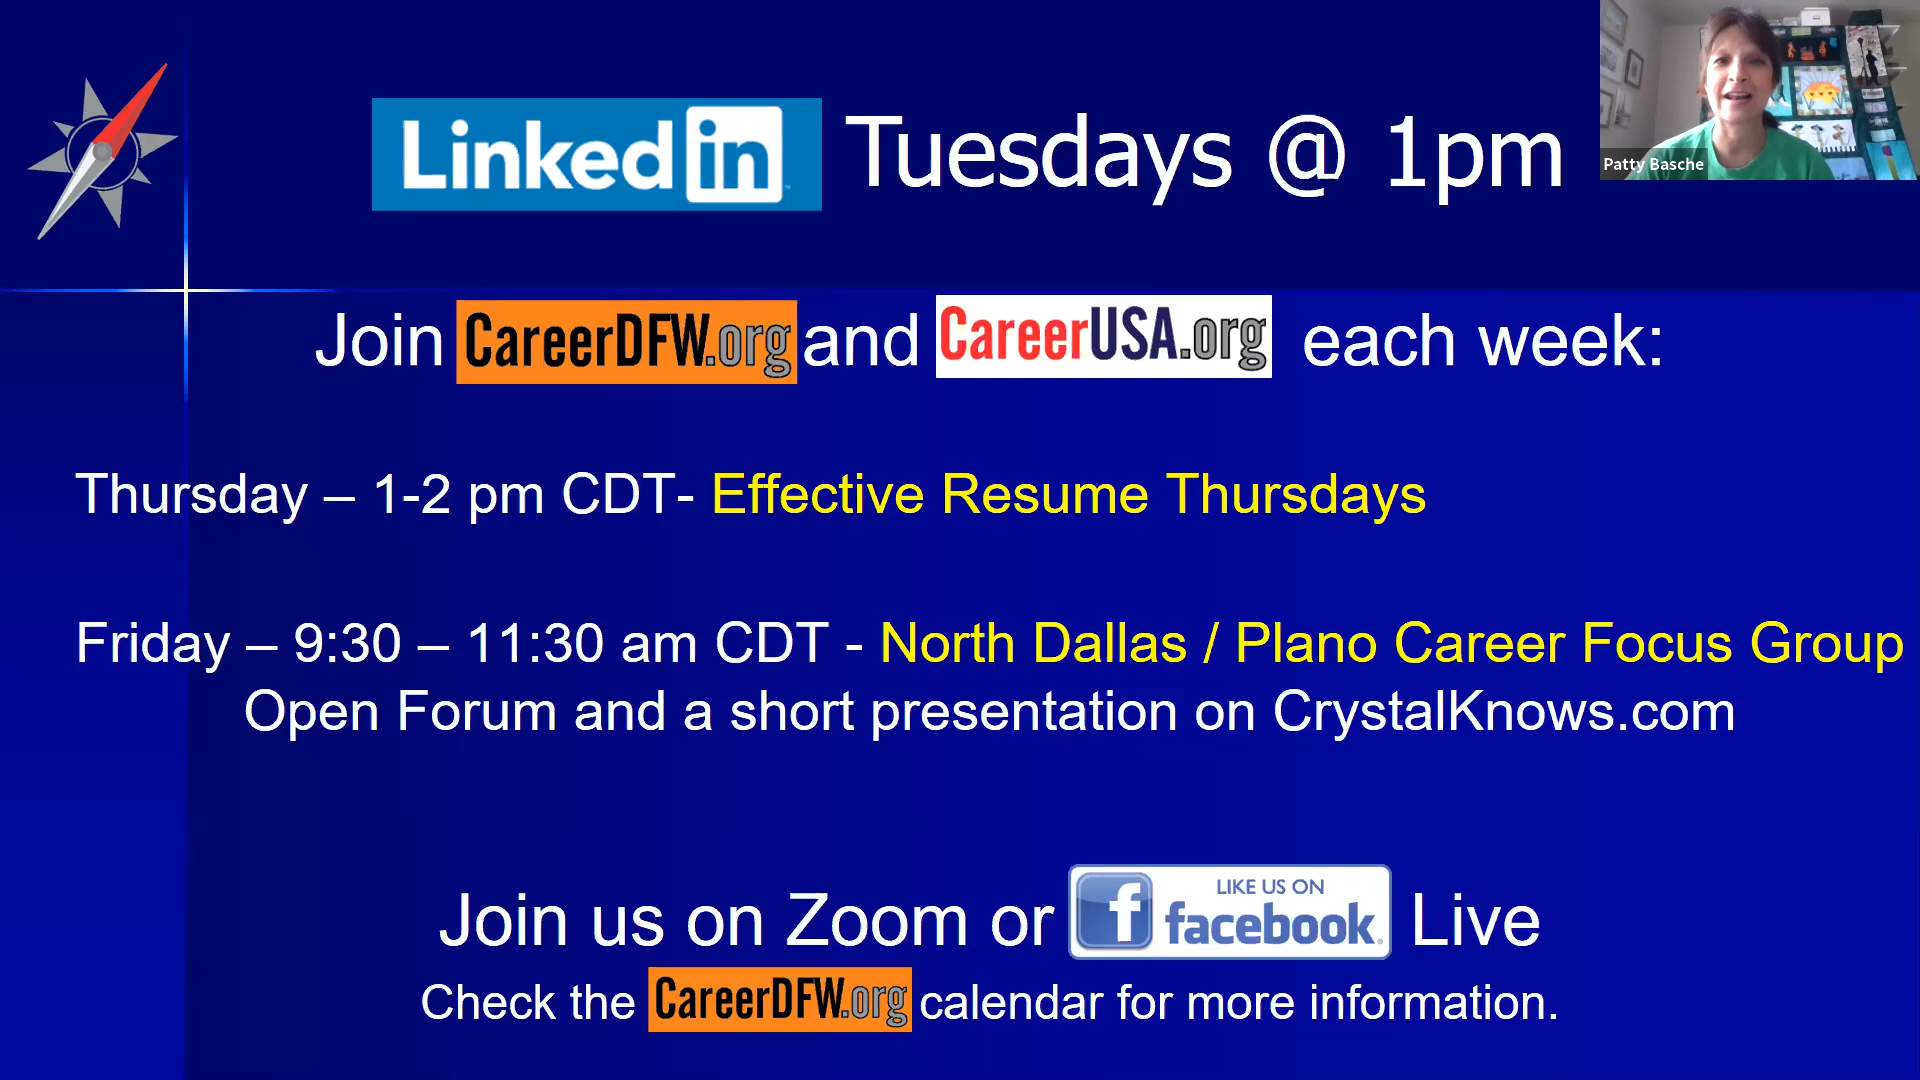 Linked in Tuesdays @ 1pm
Patty Basche
Join CareerDFW.org and CareerUSA.org each week:
Thursday – 1-2 pm CDT- Effective Resume Thursdays
Friday – 9:30 – 11:30 am CDT - North Dallas / Plano Career Focus Group
Open Forum and a short presentation on CrystalKnows.com
Join us on Zoom or f LIKE US ON facebook. Live
Check the CareerDFW.org calendar for more information.